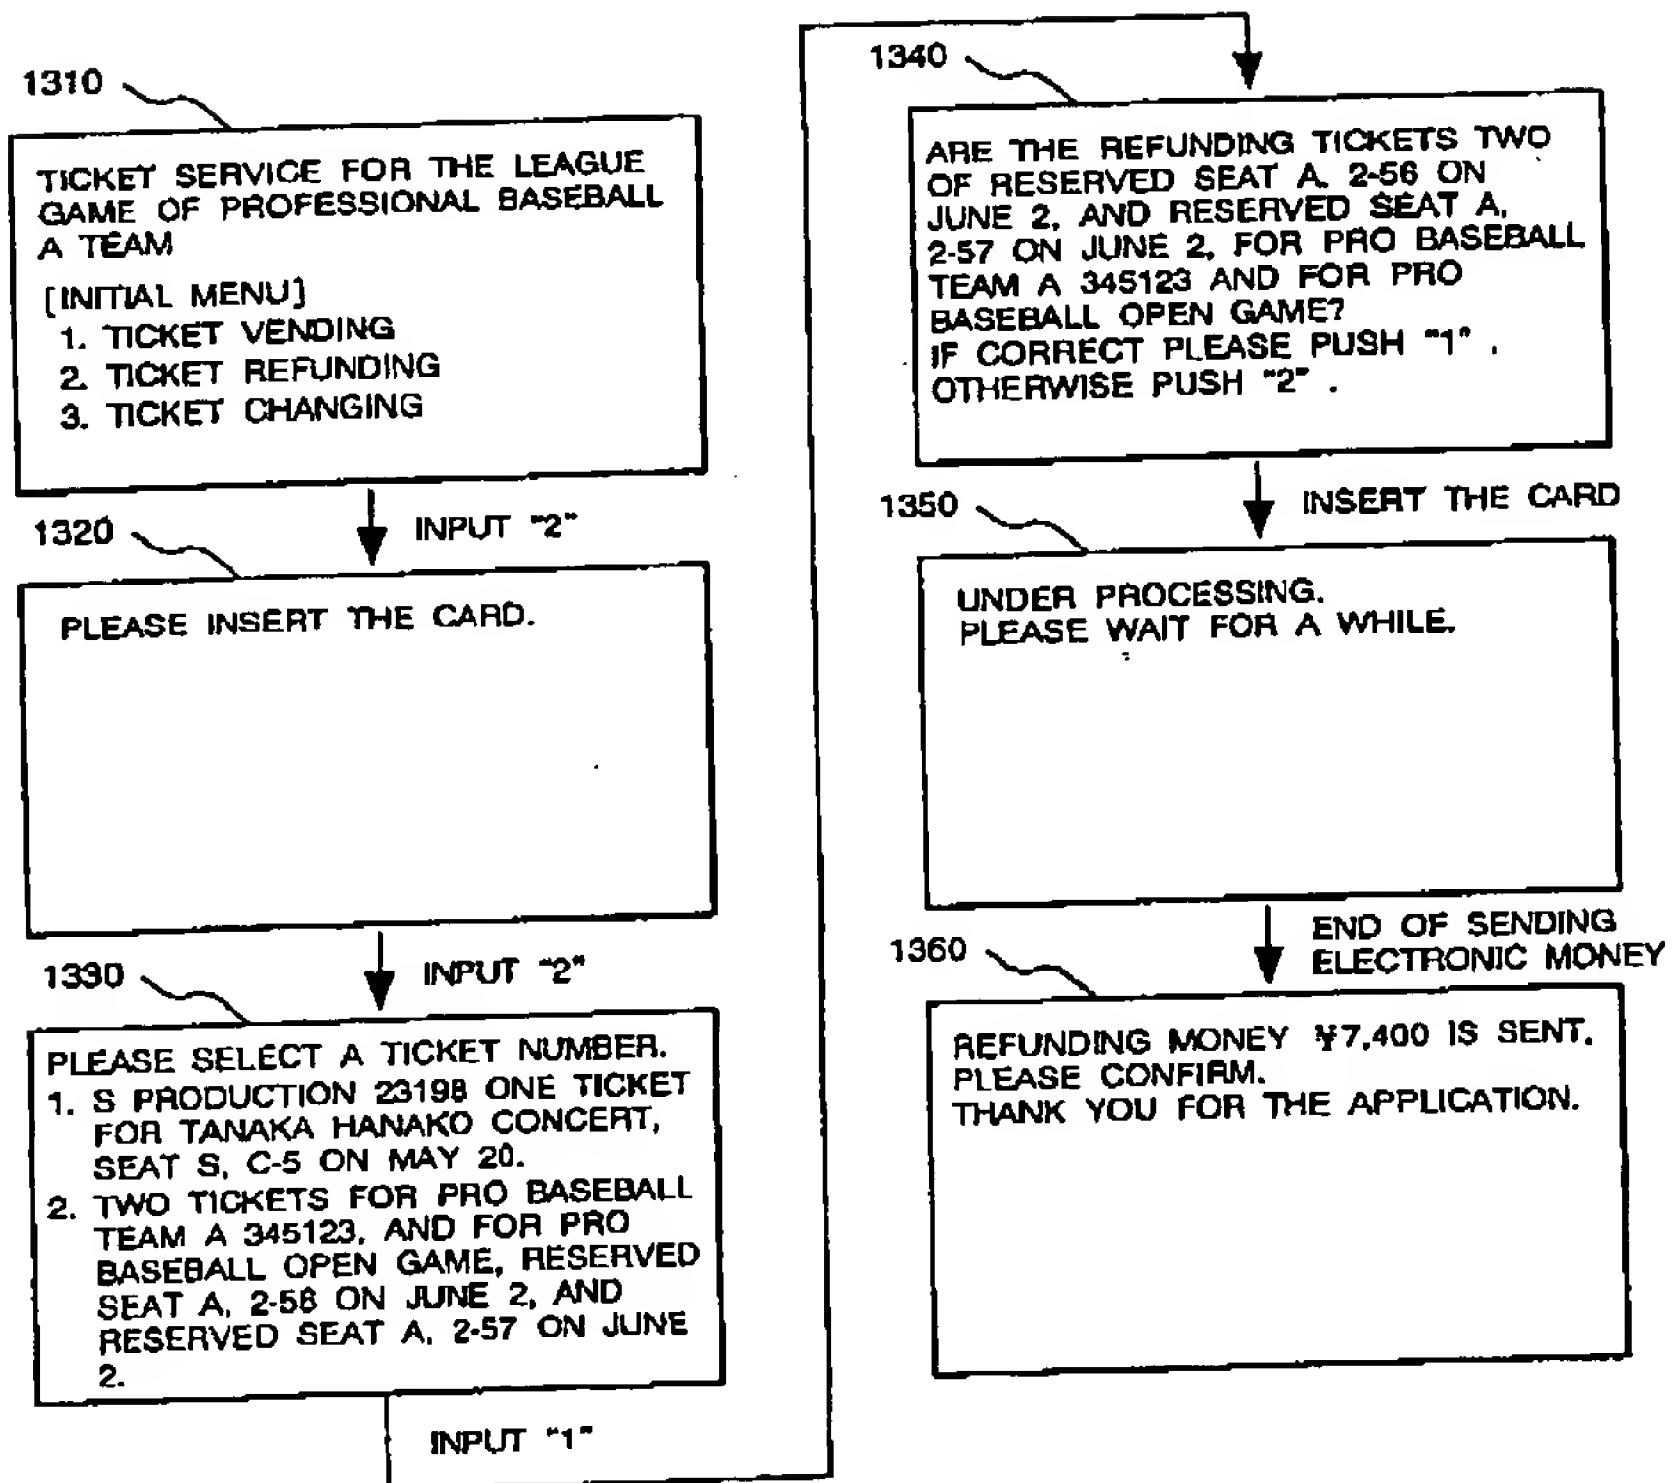 1310
TICKET SERVICE FOR THE LEAGUE
GAME OF PROFESSIONAL BASEBALL
A TEAM
[INITIAL MENU]
1. TICKET VENDING
2. TICKET REFUNDING
3. TICKET CHANGING
INPUT "2"
1320
PLEASE INSERT THE CARD.
INPUT "2"
1330
PLEASE SELECT A TICKET NUMBER.
1. S PRODUCTION 23198 ONE TICKET
FOR TANAKA HANAKO CONCERT,
SEAT S, C-5 ON MAY 20.
2. TWO TICKETS FOR PRO BASEBALL
TEAM A 345123, AND FOR PRO
BASEBALL OPEN GAME, RESERVED
SEAT A, 2-56 ON JUNE 2, AND
RESERVED SEAT A, 2-57 ON JUNE
2.
INPUT "1"
1340
ARE THE REFUNDING TICKETS TWO
OF RESERVED SEAT A, 2-56 ON
JUNE 2, AND RESERVED SEAT A,
2-57 ON JUNE 2, FOR PRO BASEBALL
TEAM A 345123 AND FOR PRO
BASEBALL OPEN GAME?
IF CORRECT PLEASE PUSH "1" .
OTHERWISE PUSH "2" .
INSERT THE CARD
1350
UNDER PROCESSING.
PLEASE WAIT FOR A WHILE.
END OF SENDING
ELECTRONIC MONEY
1360
REFUNDING MONEY ¥7,400 IS SENT.
PLEASE CONFIRM.
THANK YOU FOR THE APPLICATION.